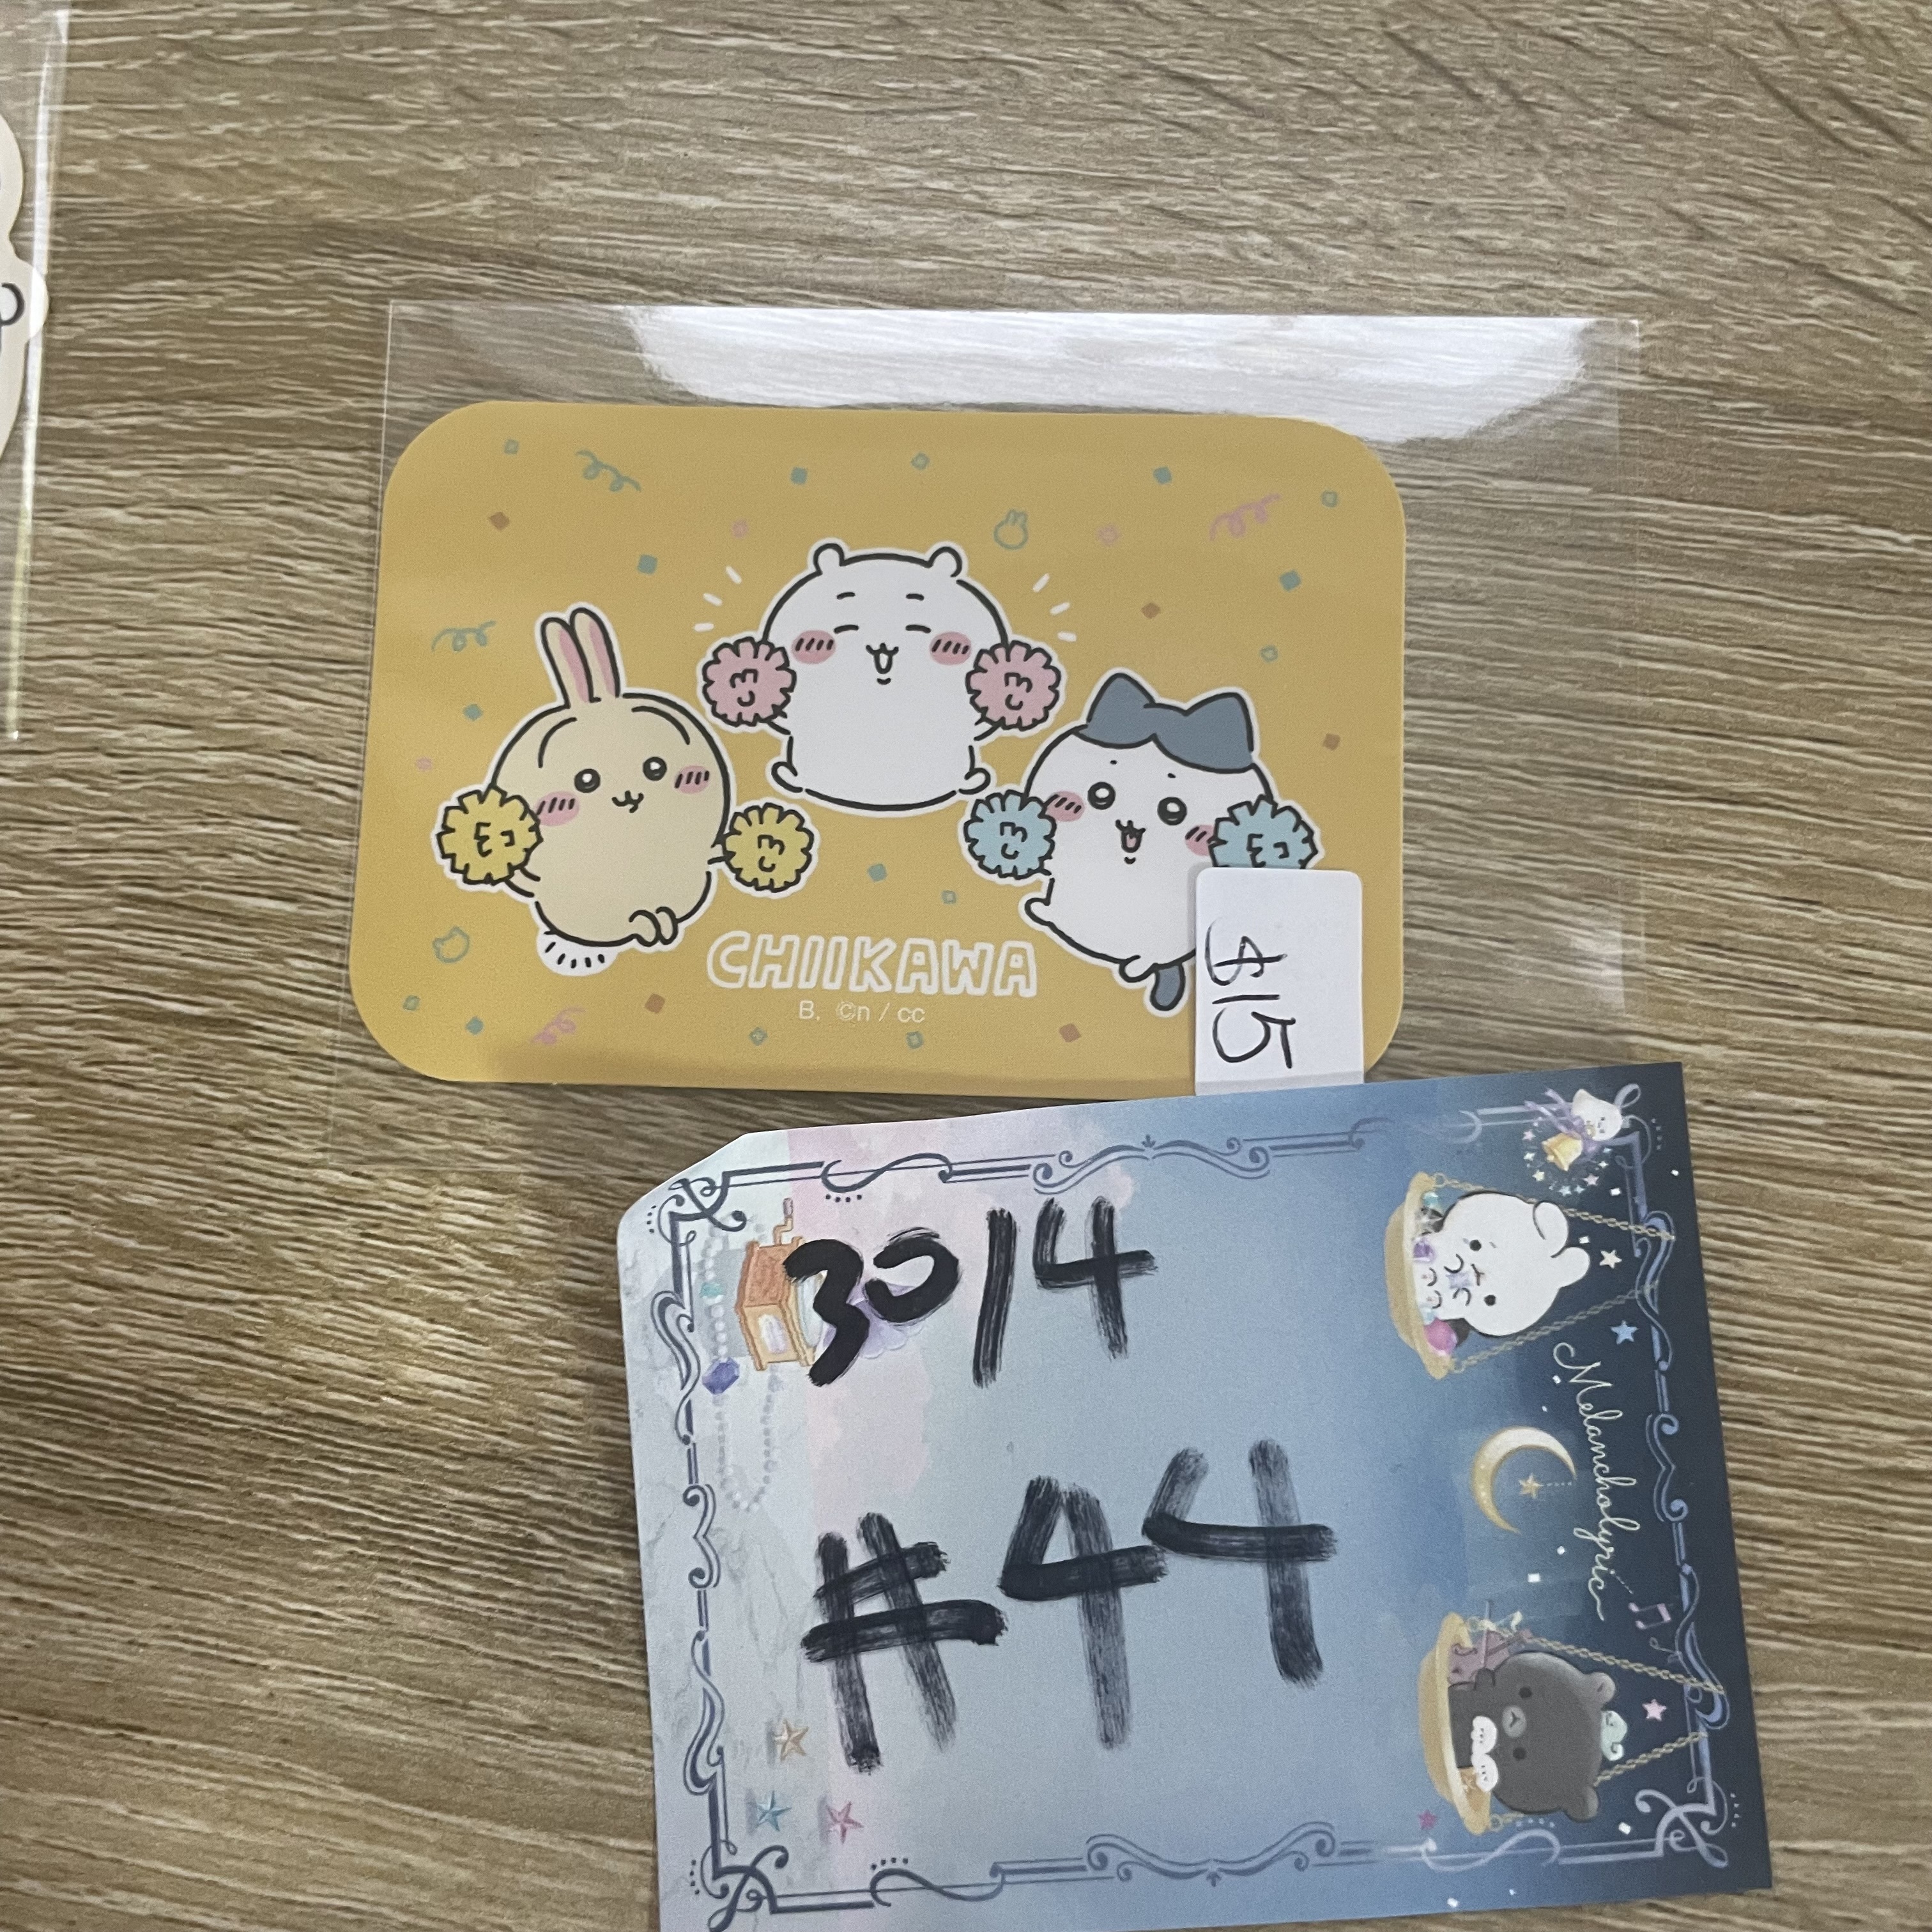 CHIIKAWA
B, ©n / cc
$15
3014
#44
Melancholyric